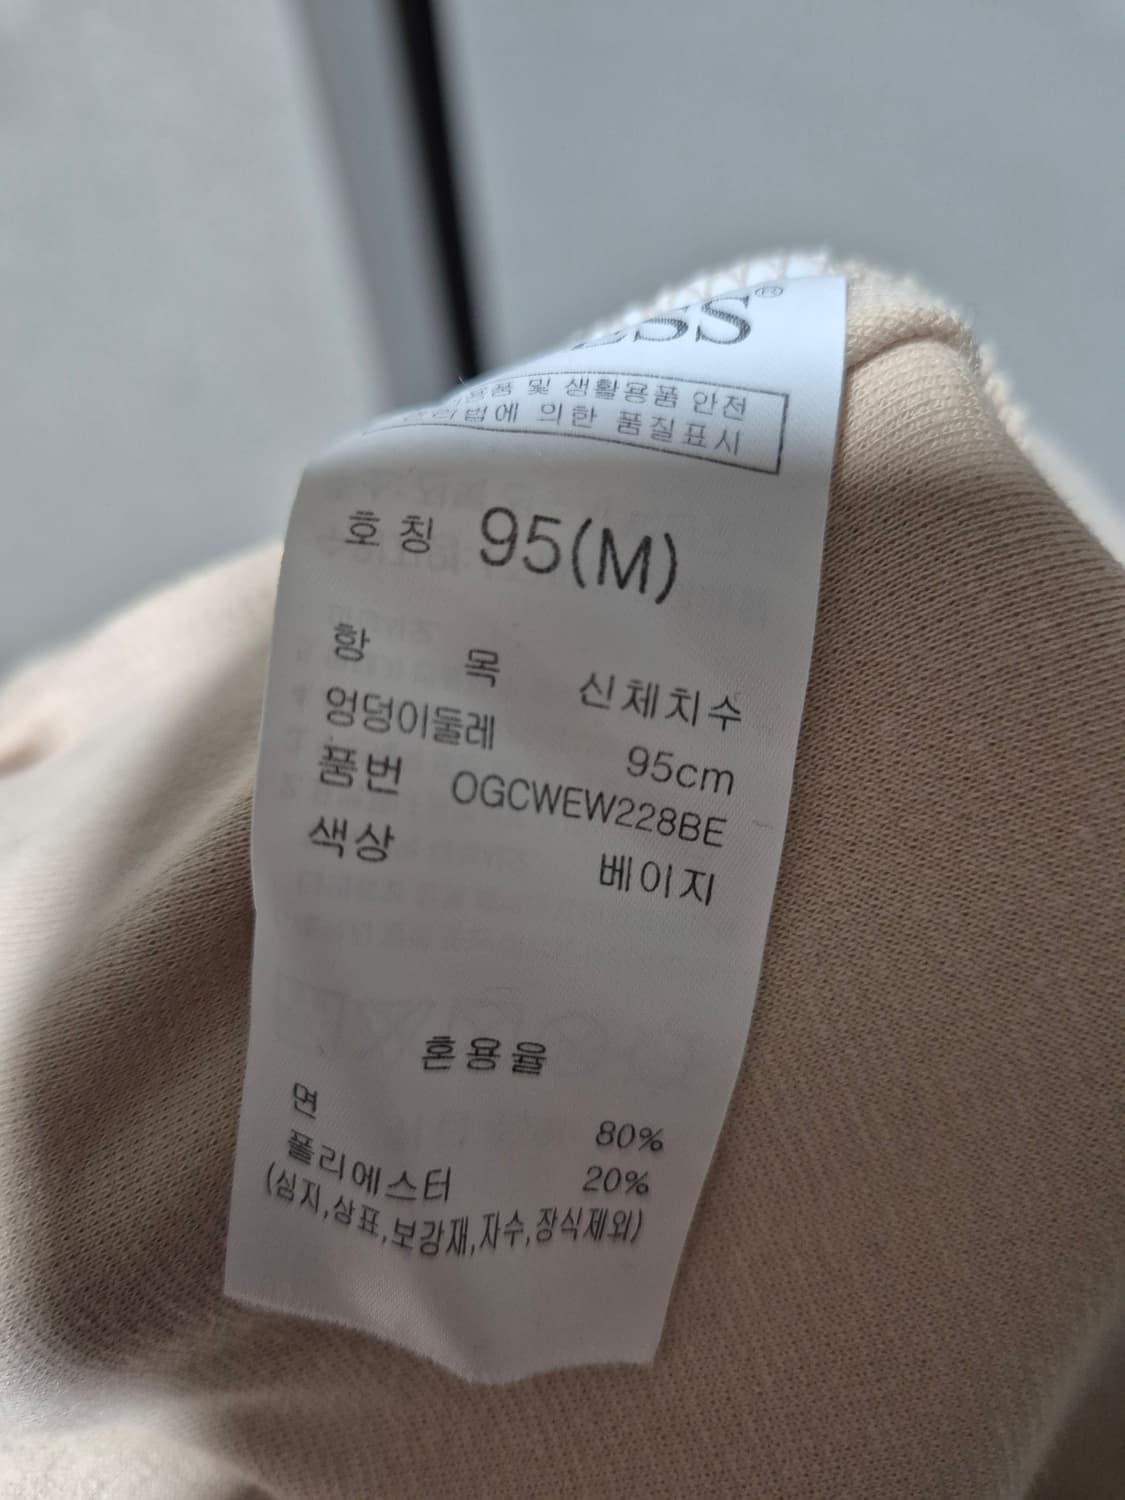 ESS®
용품 및 생활용품 안전
관리법에 의한 품질표시
호칭 95(M)
항목 신체치수
엉덩이둘레 95cm
품번 OGCWEW228BE
색상 베이지
혼용율
면 80%
폴리에스터 20%
(심지,상표,보강재,자수,장식제외)